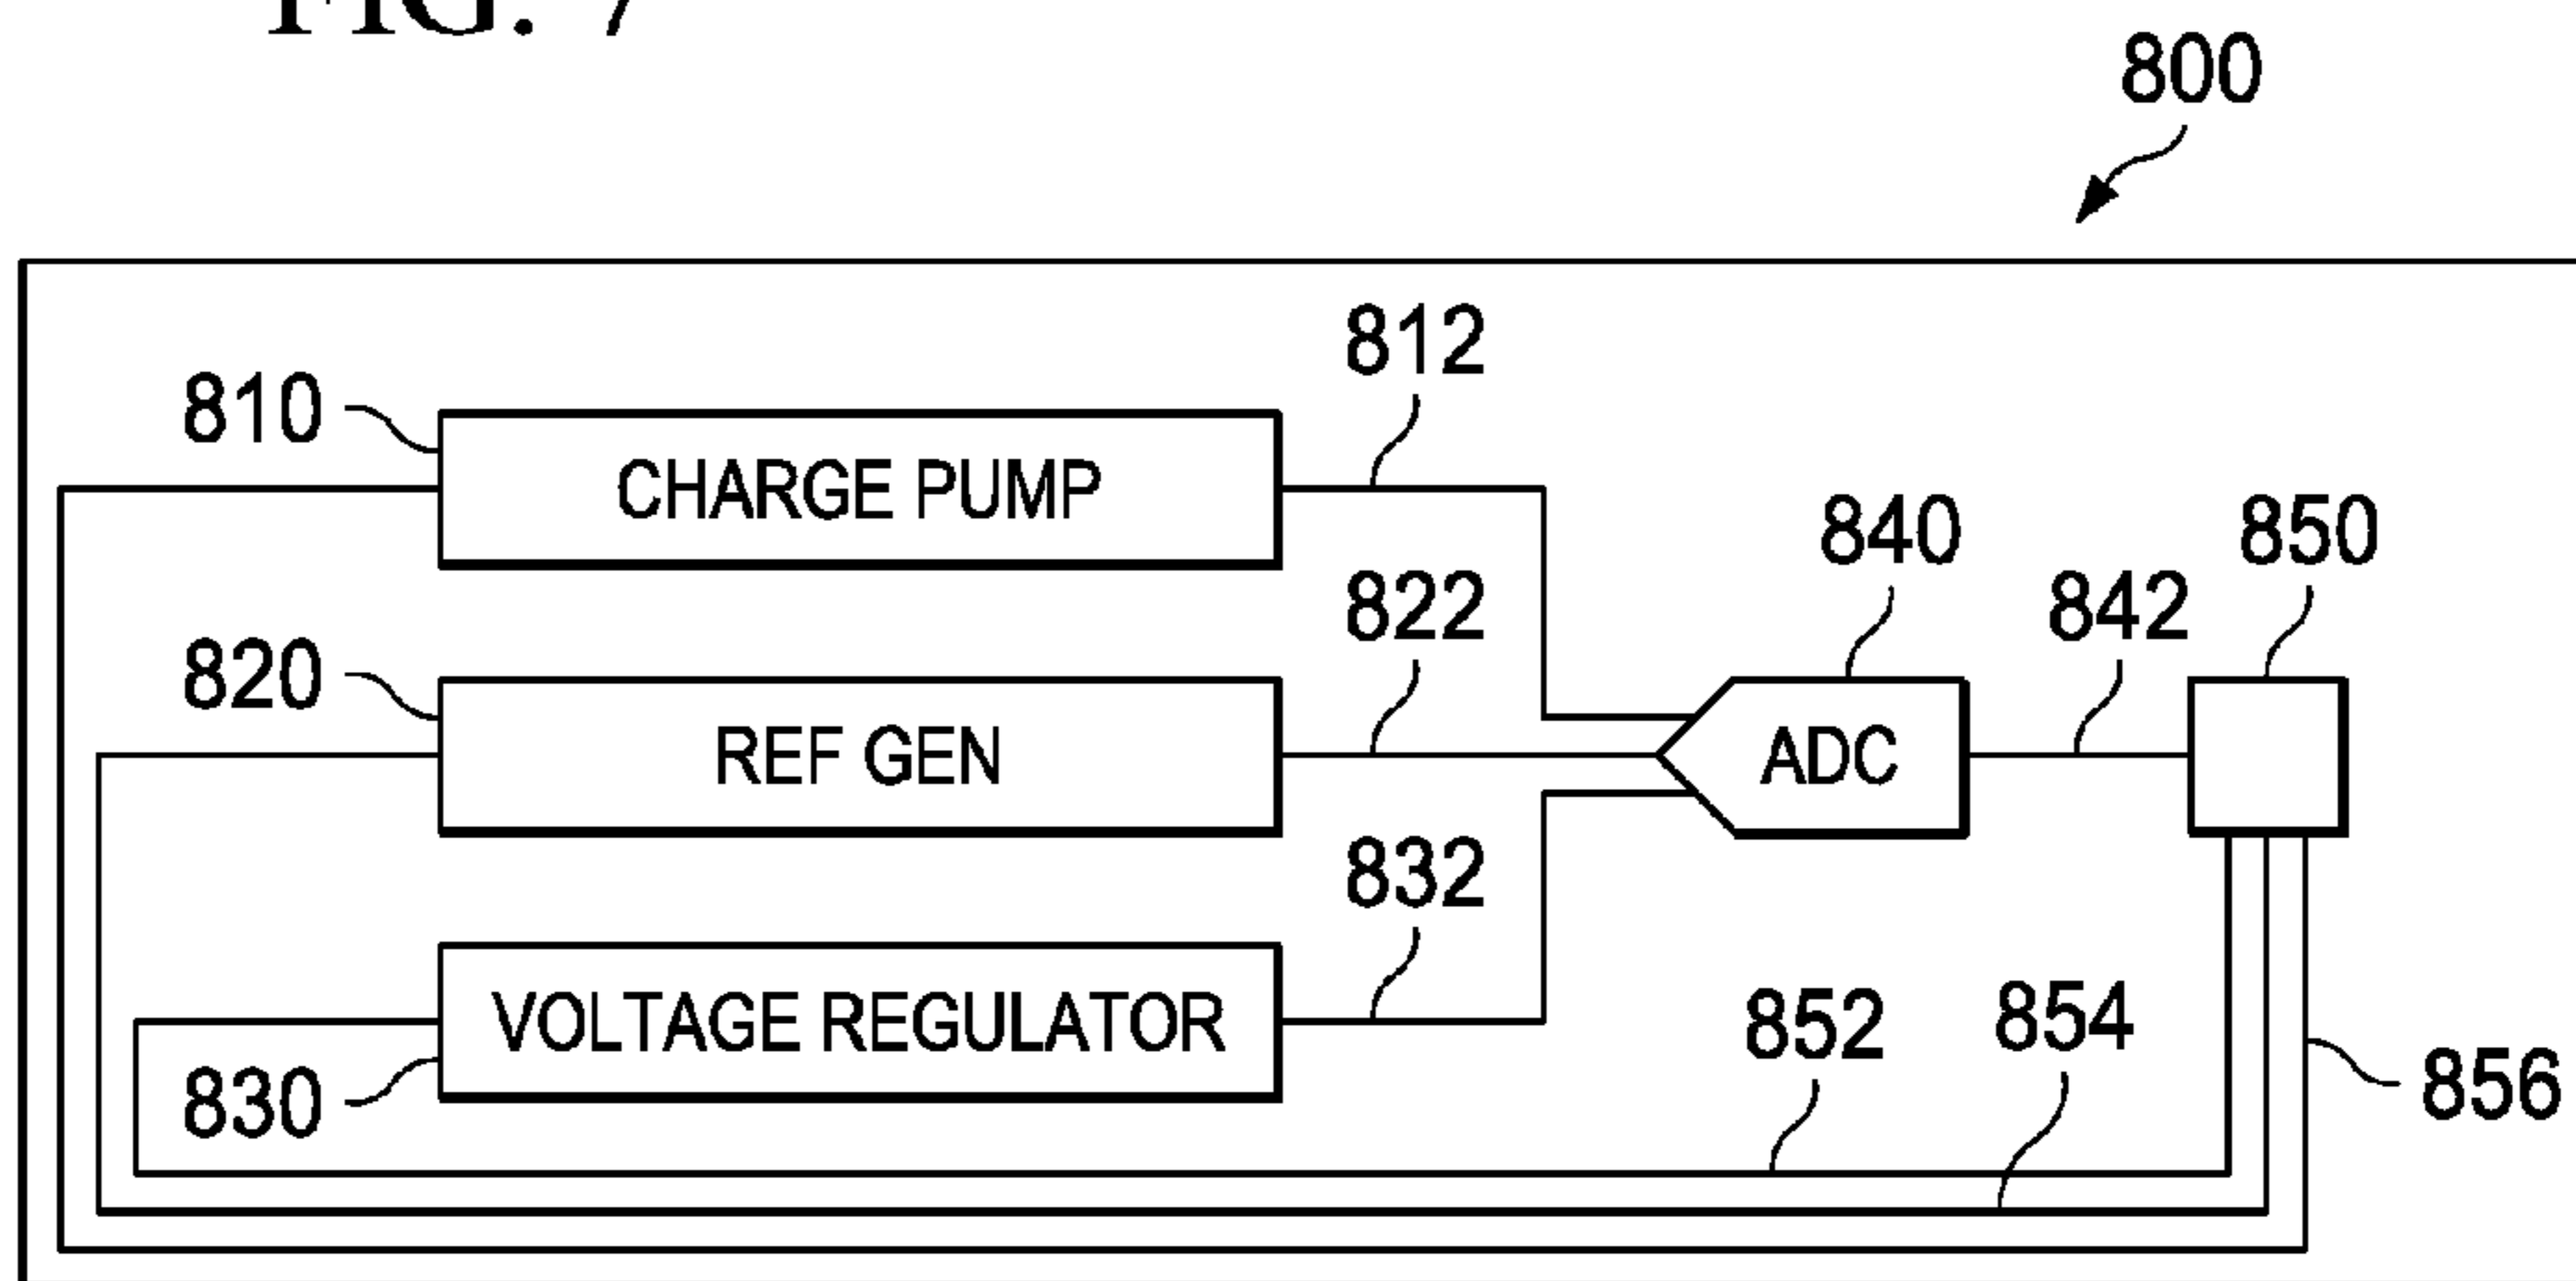 FIG. 7
800
812
810
CHARGE PUMP
840
850
822
842
820
REF GEN
ADC
832
VOLTAGE REGULATOR
852
854
830
856